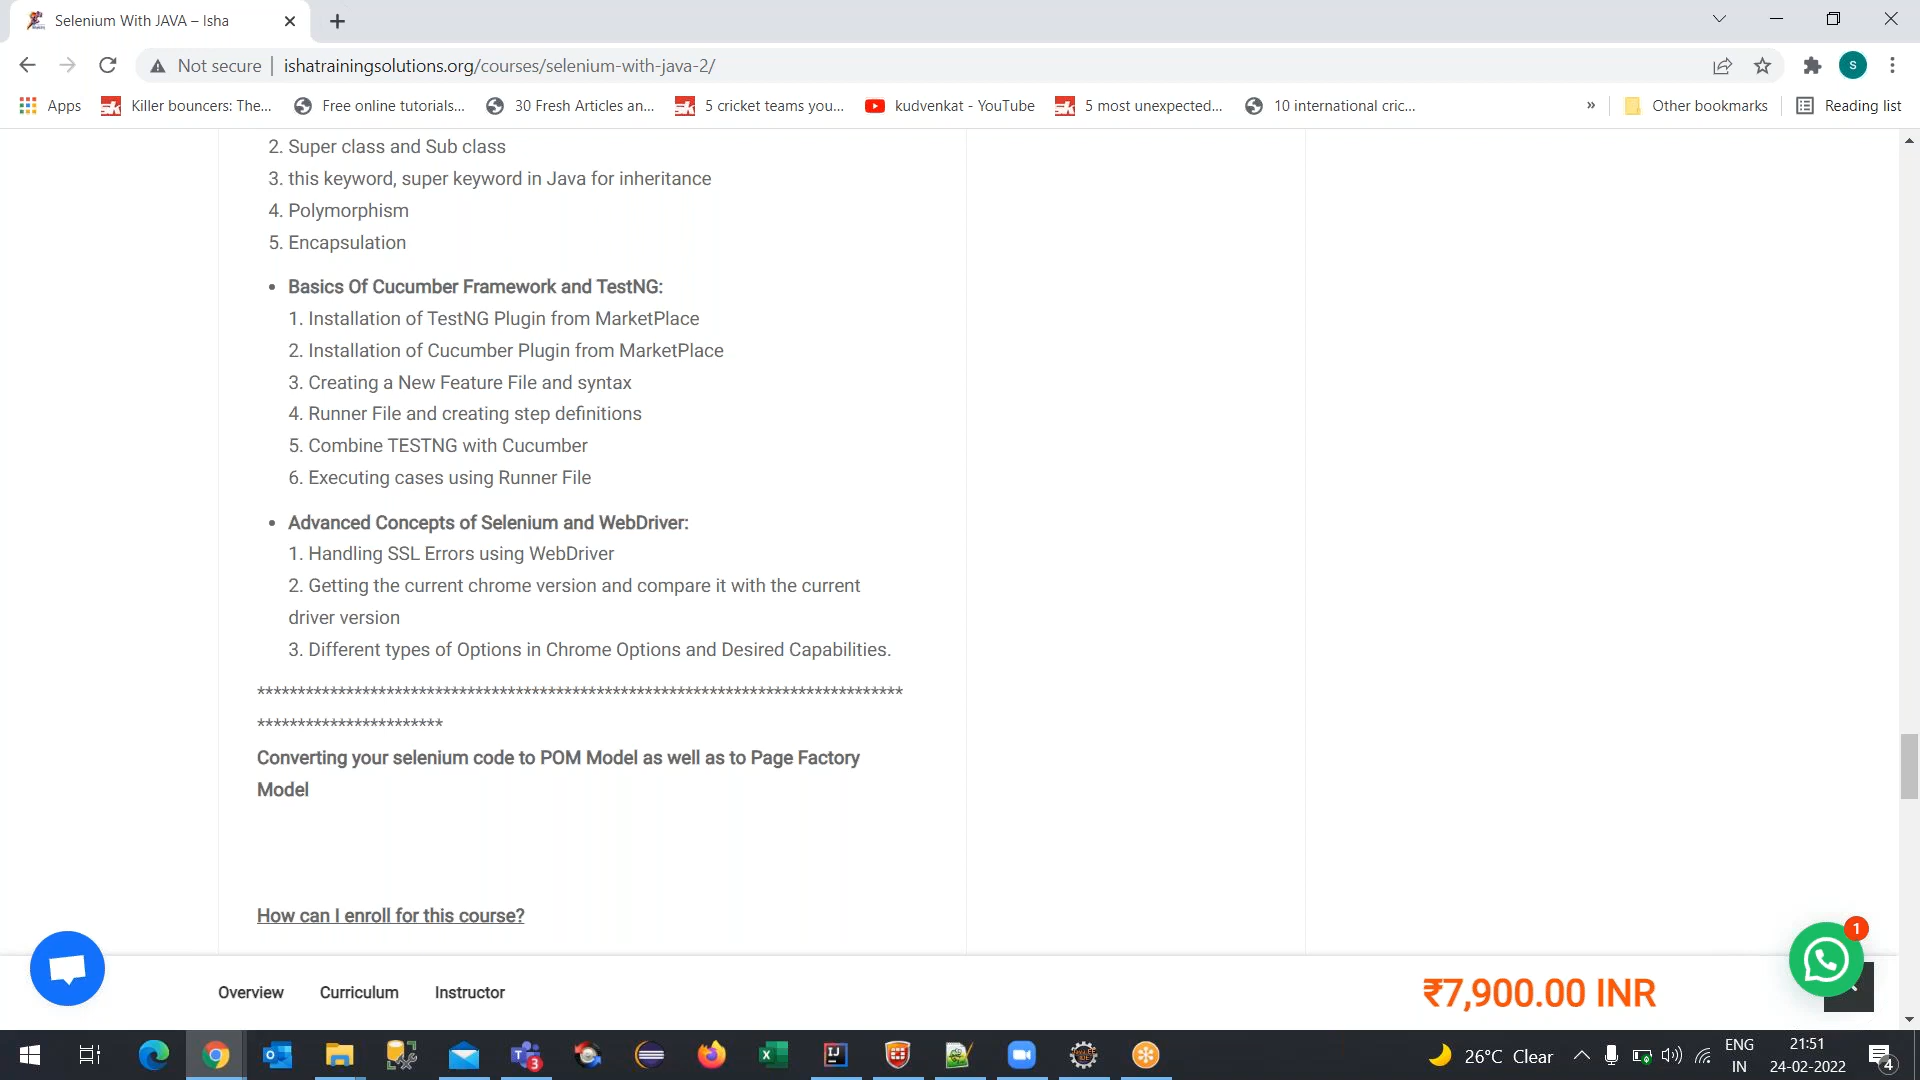 Selenium With JAVA – Isha
Not secure
ishatrainingsolutions.org/courses/selenium-with-java-2/
S
Apps
Killer bouncers: The...
Free online tutorials...
30 Fresh Articles an...
5 cricket teams you...
kudvenkat - YouTube
5 most unexpected...
10 international cric...
»
Other bookmarks
Reading list
2. Super class and Sub class
3. this keyword, super keyword in Java for inheritance
4. Polymorphism
5. Encapsulation
• Basics Of Cucumber Framework and TestNG:
1. Installation of TestNG Plugin from MarketPlace
2. Installation of Cucumber Plugin from MarketPlace
3. Creating a New Feature File and syntax
4. Runner File and creating step definitions
5. Combine TESTNG with Cucumber
6. Executing cases using Runner File
• Advanced Concepts of Selenium and WebDriver:
1. Handling SSL Errors using WebDriver
2. Getting the current chrome version and compare it with the current
driver version
3. Different types of Options in Chrome Options and Desired Capabilities.
********************************************************************************
***********************
Converting your selenium code to POM Model as well as to Page Factory
Model
How can I enroll for this course?
1
Overview
Curriculum
Instructor
₹7,900.00 INR
3
26°C Clear
ENG
IN
21:51
24-02-2022
4